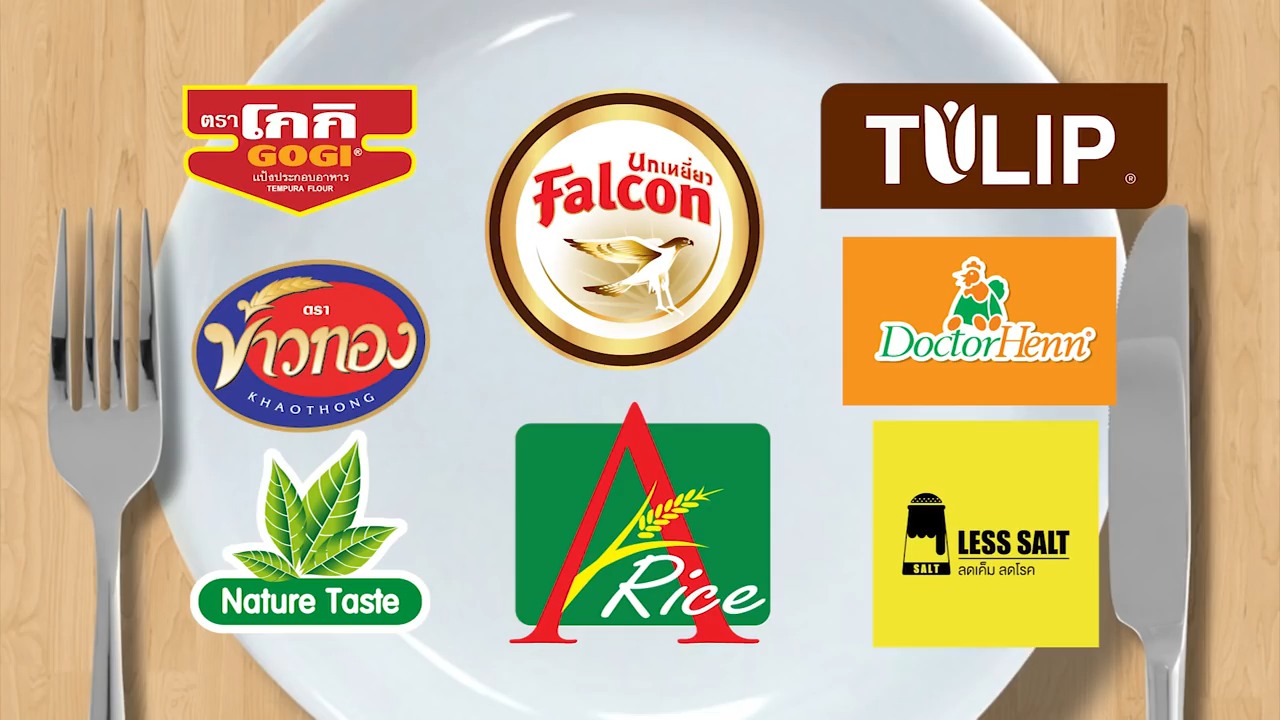 ตรา โกกิ
GOGI®
แป้งประกอบอาหาร
TEMPURA FLOUR
นกเหยี่ยว
Falcon
TULIP ®
ตรา
ข้าวทอง
KHAOTHONG
DoctorHenn®
Nature Taste
A Rice
SALT
LESS SALT
ลดเค็ม ลดโรค